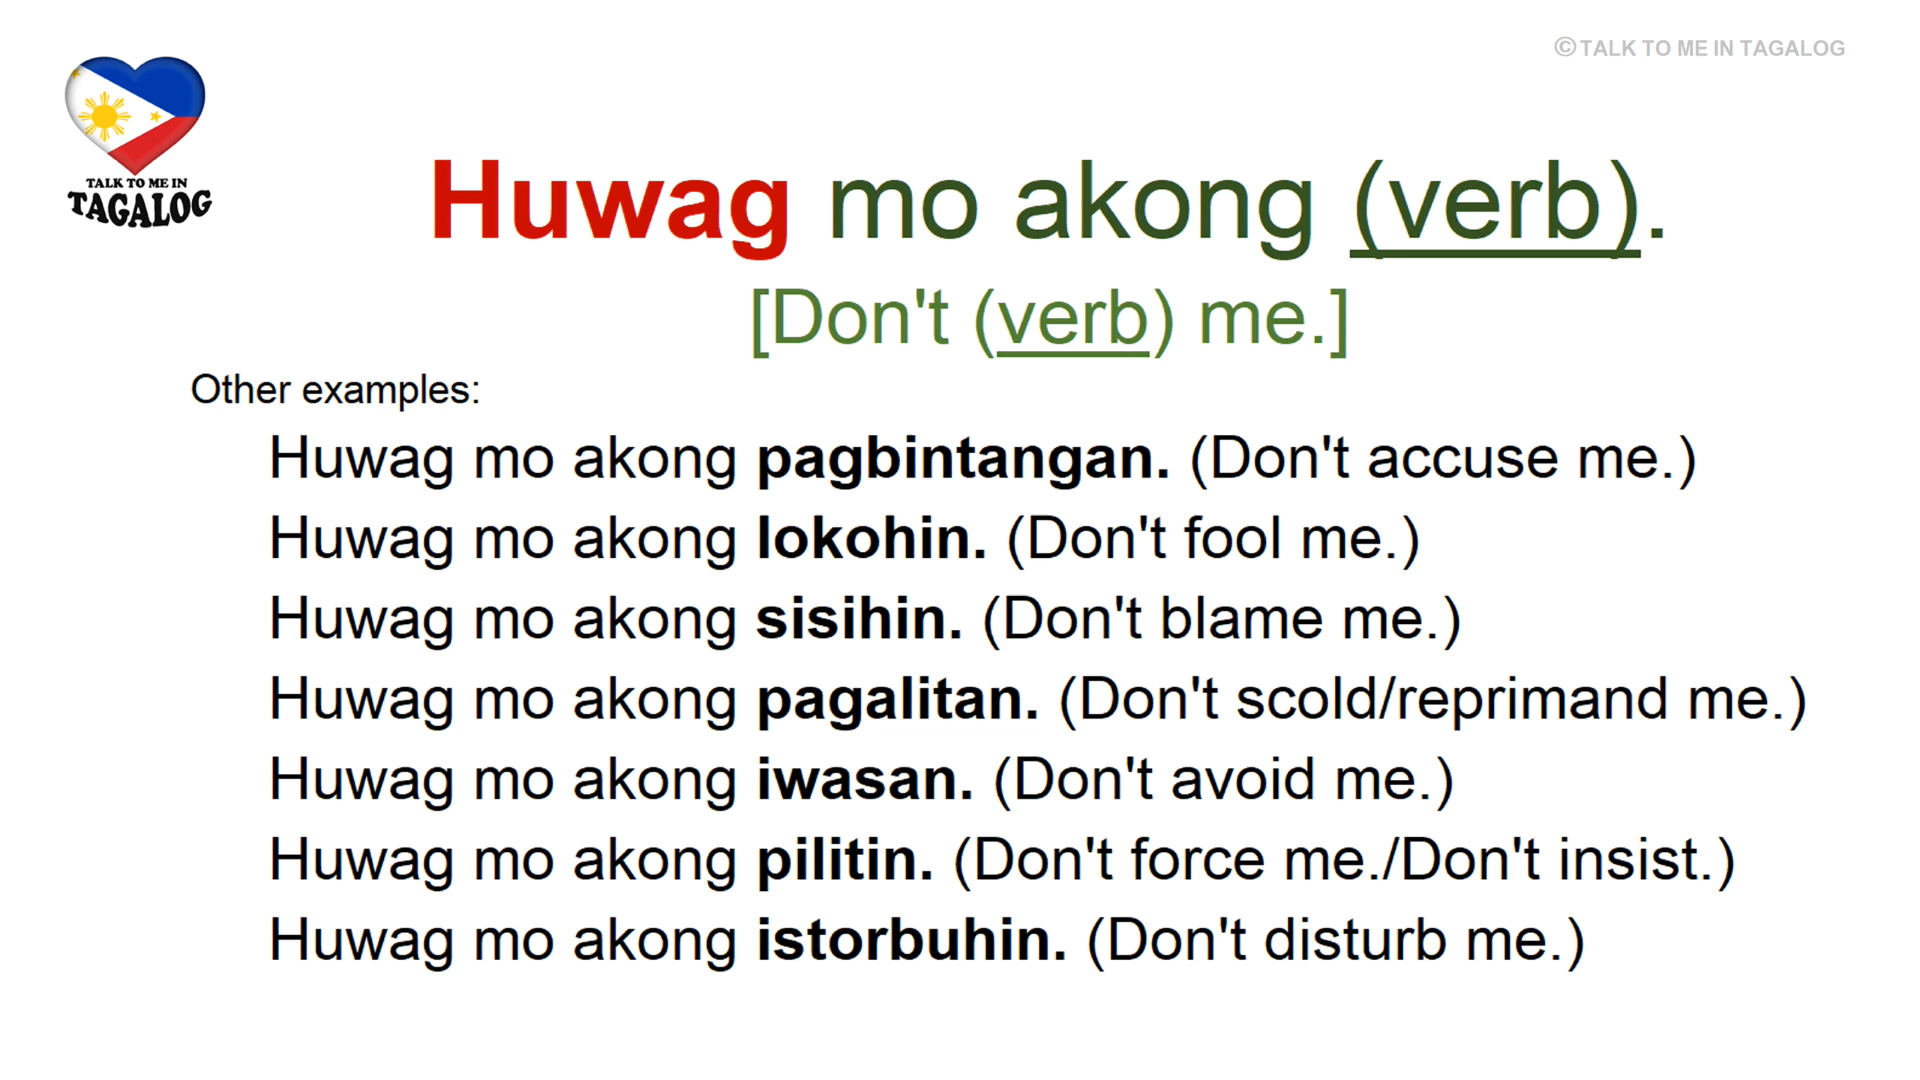 ©TALK TO ME IN TAGALOG
TALK TO ME IN
TAGALOG
Huwag mo akong (verb).
[Don't (verb) me.]
Other examples:
Huwag mo akong pagbintangan. (Don't accuse me.)
Huwag mo akong lokohin. (Don't fool me.)
Huwag mo akong sisihin. (Don't blame me.)
Huwag mo akong pagalitan. (Don't scold/reprimand me.)
Huwag mo akong iwasan. (Don't avoid me.)
Huwag mo akong pilitin. (Don't force me./Don't insist.)
Huwag mo akong istorbuhin. (Don't disturb me.)